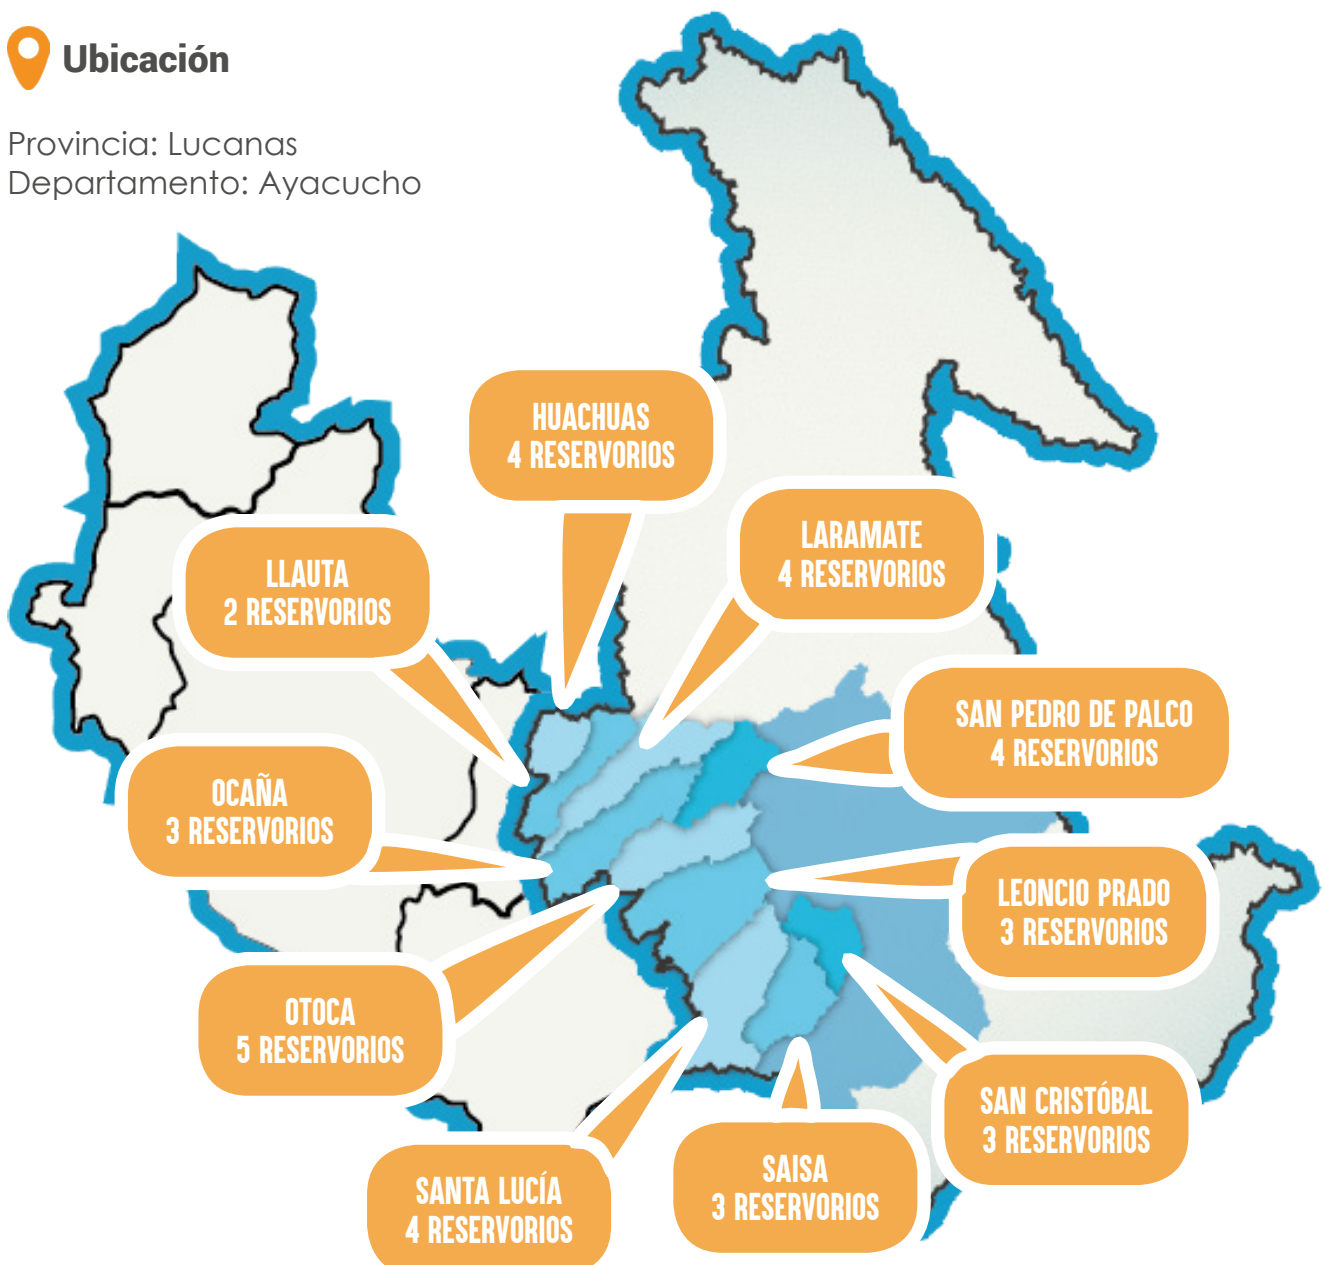 Ubicación
Provincia: Lucanas
Departamento: Ayacucho
HUACHUAS
4 RESERVORIOS
LARAMATE
4 RESERVORIOS
LLAUTA
2 RESERVORIOS
SAN PEDRO DE PALCO
4 RESERVORIOS
OCAÑA
3 RESERVORIOS
LEONCIO PRADO
3 RESERVORIOS
OTOCA
5 RESERVORIOS
SAN CRISTÓBAL
3 RESERVORIOS
SAISA
3 RESERVORIOS
SANTA LUCÍA
4 RESERVORIOS